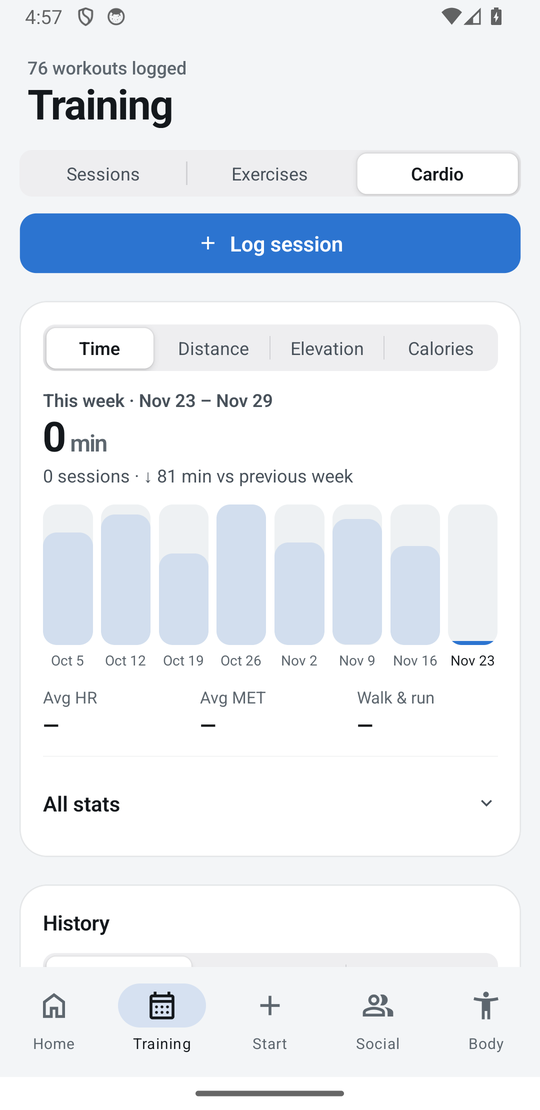 4:57
76 workouts logged
Training
Sessions Exercises Cardio
+ Log session
Time Distance Elevation Calories
This week · Nov 23 – Nov 29
0 min
0 sessions · ↓ 81 min vs previous week
Oct 5 Oct 12 Oct 19 Oct 26 Nov 2 Nov 9 Nov 16 Nov 23
Avg HR Avg MET Walk & run
– – –
All stats
History
Home Training Start Social Body